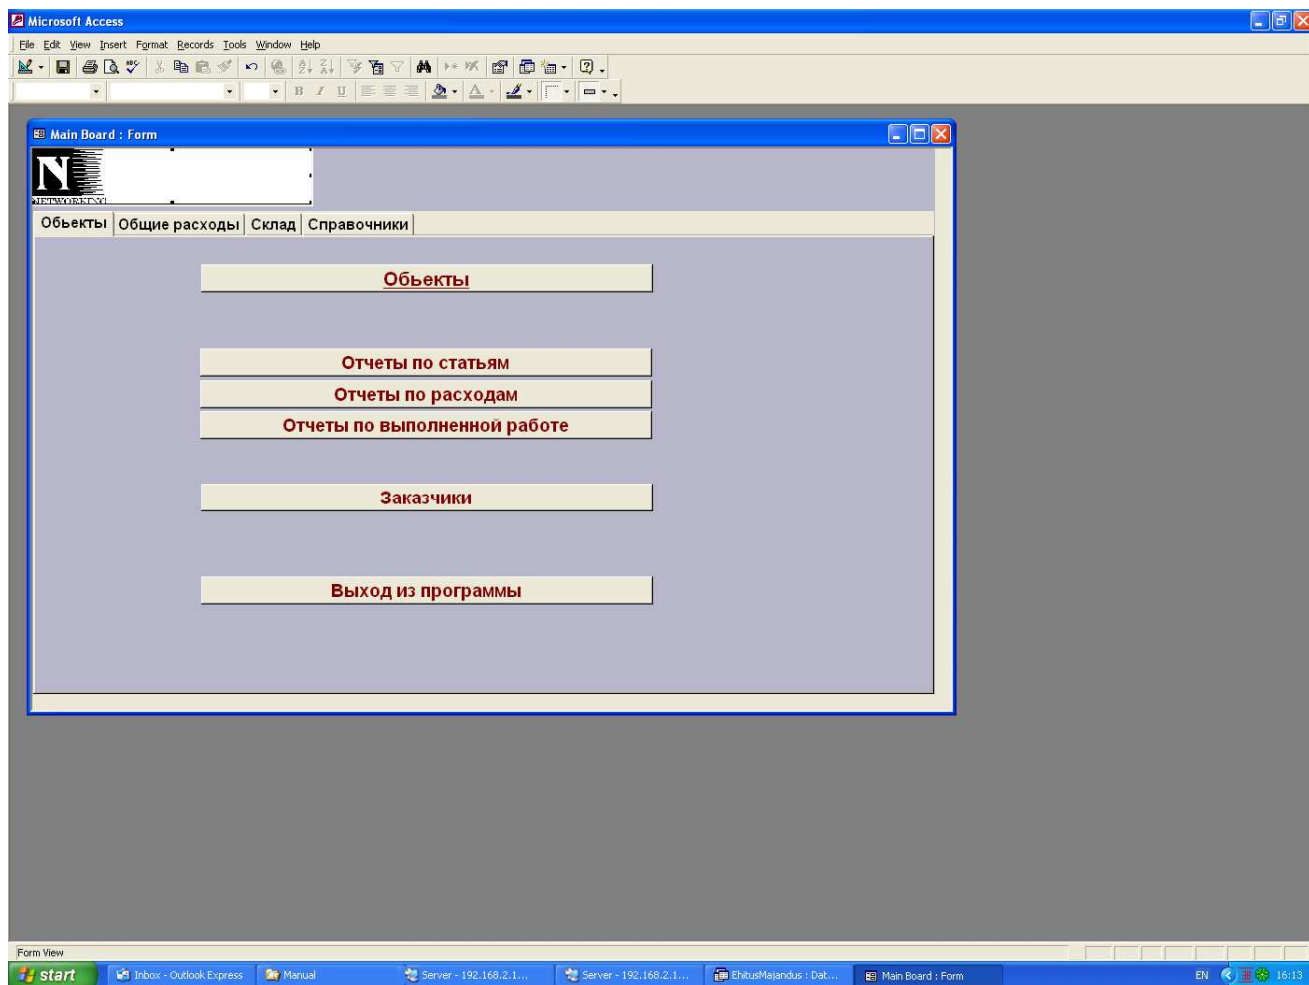 Microsoft Access
File Edit View Insert Format Records Tools Window Help
B I U
Main Board : Form
N
NETWORKING
Обьекты Общие расходы Склад Справочники
Обьекты
Отчеты по статьям
Отчеты по расходам
Отчеты по выполненной работе
Заказчики
Выход из программы
Form View
start Inbox - Outlook Express Manual Server - 192.168.2.1... Server - 192.168.2.1... EhitusMajandus : Dat... Main Board : Form EN 16:13